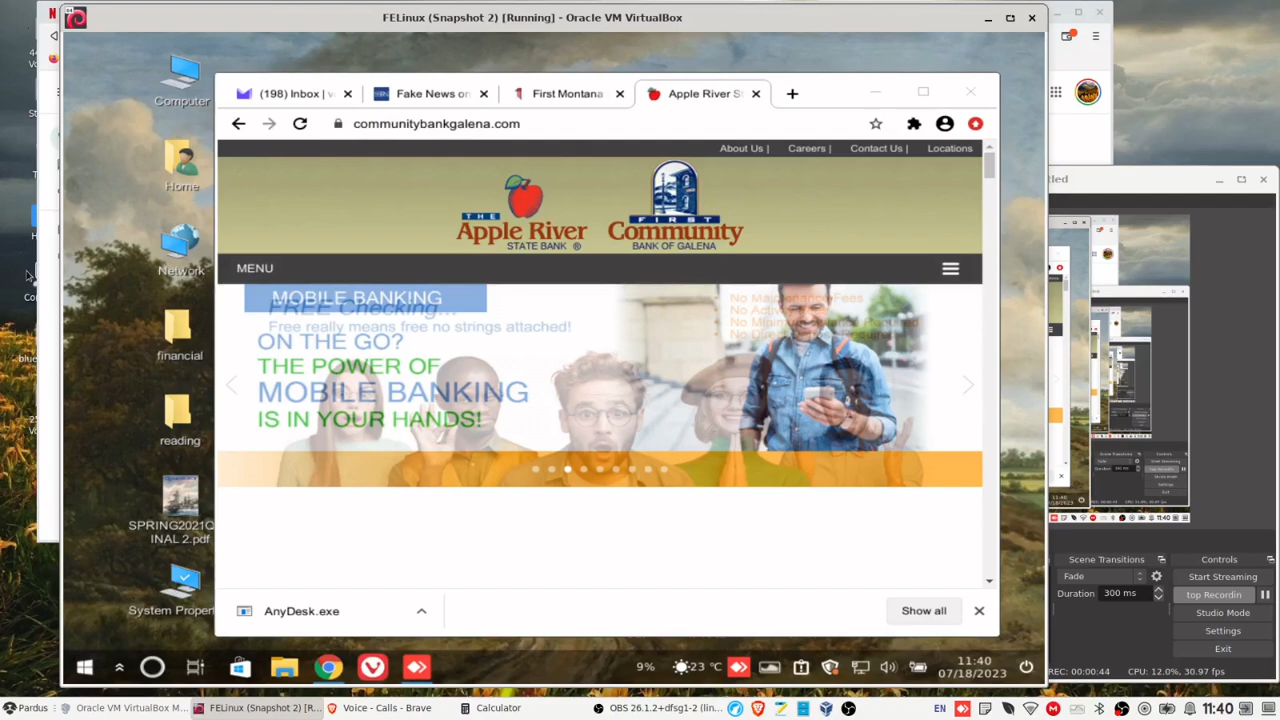 FELinux (Snapshot 2) [Running] - Oracle VM VirtualBox
Computer
Home
Network
financial
reading
SPRING2021Q
INAL 2.pdf
System Propert
(198) Inbox | v
Fake News on
First Montana
Apple River S
communitybankgalena.com
About Us |
Careers |
Contact Us |
Locations
THE
Apple River
STATE BANK ®
FIRST
Community
BANK OF GALENA
MENU
MOBILE BANKING
FREE Checking...
Free really means free no strings attached!
ON THE GO?
THE POWER OF
MOBILE BANKING
IS IN YOUR HANDS!
No Maintenance Fees
AnyDesk.exe
Show all
9%
23 °C
11:40
07/18/2023
Scene Transitions
Controls
Fade
Duration
300 ms
Start Streaming
top Recordin
Studio Mode
Settings
Exit
REC: 00:00:44
CPU: 12.0%, 30.97 fps
Pardus
Oracle VM VirtualBox M...
FELinux (Snapshot 2) [R...
Voice - Calls - Brave
Calculator
OBS 26.1.2+dfsg1-2 (lin...
EN
11:40